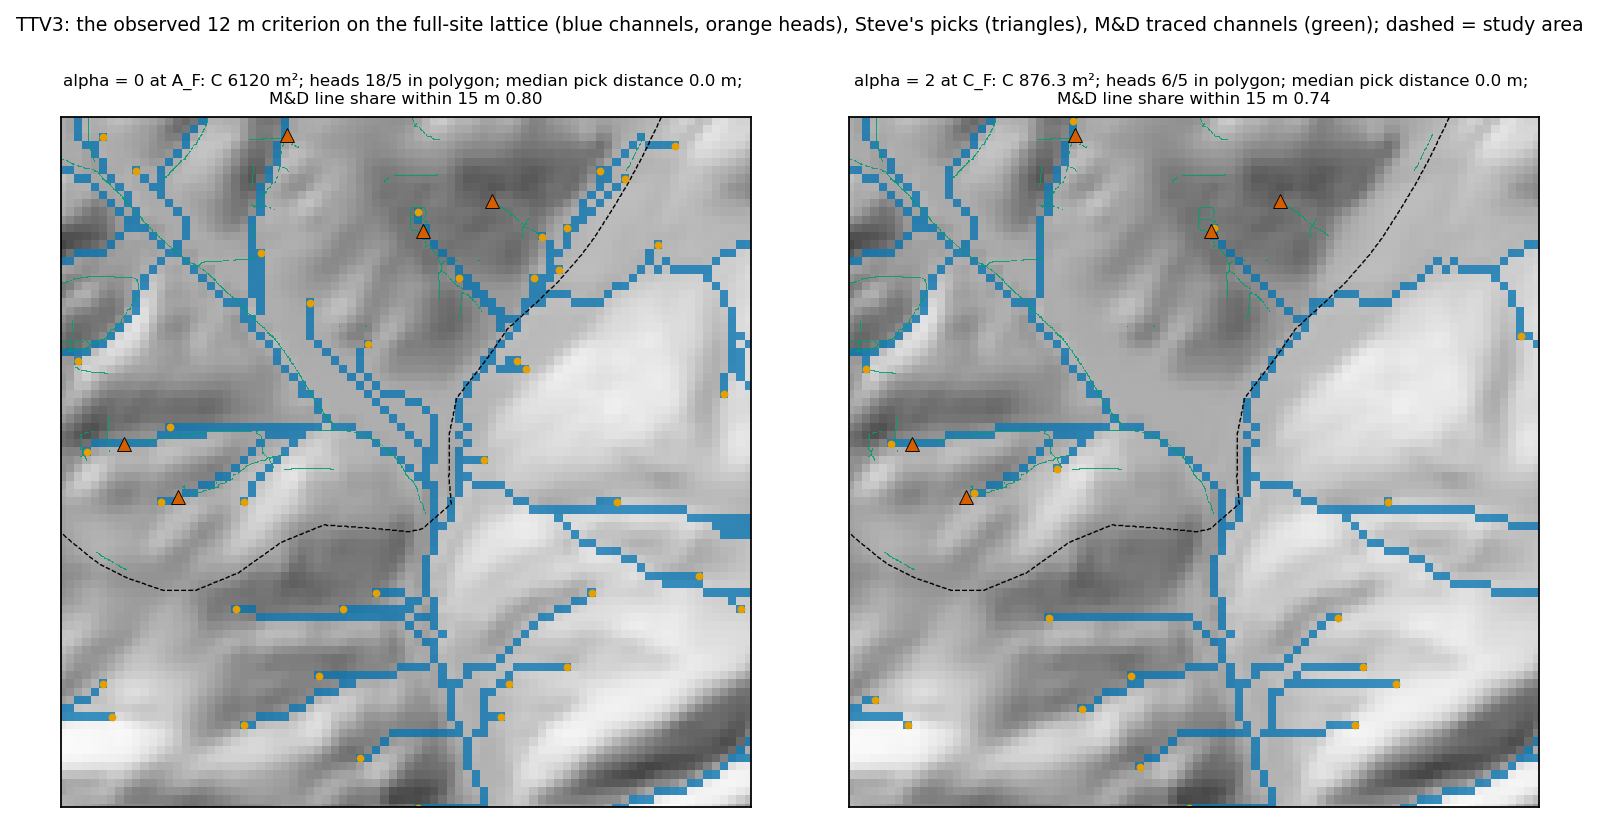 TTV3: the observed 12 m criterion on the full-site lattice (blue channels, orange heads), Steve's picks (triangles), M&D traced channels (green); dashed = study area
alpha = 0 at A_F: C 6120 m²; heads 18/5 in polygon; median pick distance 0.0 m;
M&D line share within 15 m 0.80
alpha = 2 at C_F: C 876.3 m²; heads 6/5 in polygon; median pick distance 0.0 m;
M&D line share within 15 m 0.74